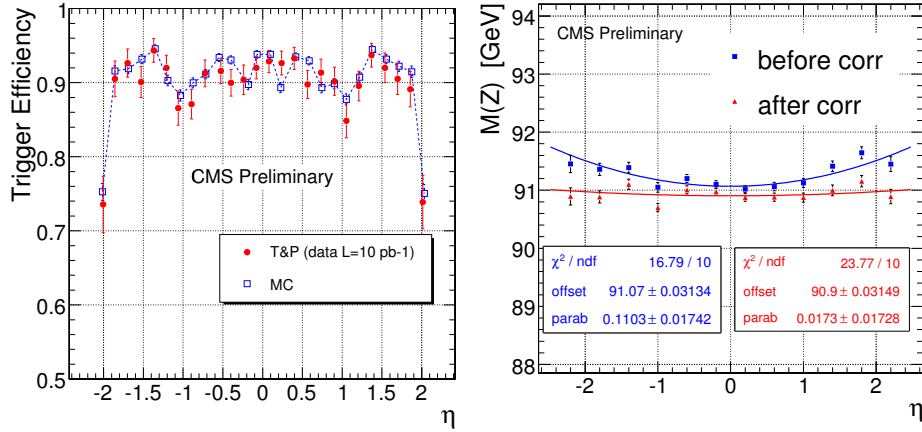 Trigger Efficiency
1
0.9
0.8
0.7
0.6
0.5
CMS Preliminary
T&P (data L=10 pb-1)
MC
-2 -1.5 -1 -0.5 0 0.5 1 1.5 2
η
M(Z) [GeV]
94
93
92
91
90
89
88
CMS Preliminary
before corr
after corr
χ² / ndf 16.79 / 10
offset 91.07 ± 0.03134
parab 0.1103 ± 0.01742
χ² / ndf 23.77 / 10
offset 90.9 ± 0.03149
parab 0.0173 ± 0.01728
-2 -1 0 1 2
η